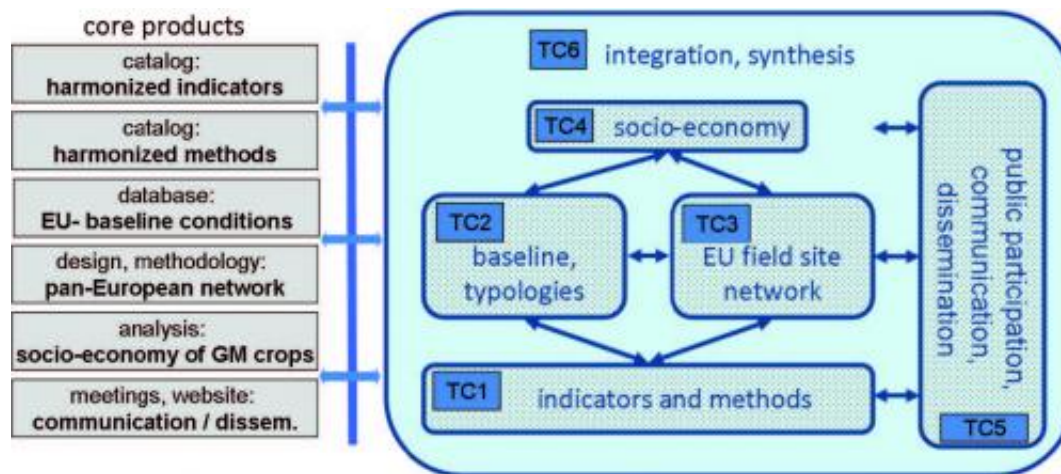 core products
catalog:
harmonized indicators
catalog:
harmonized methods
database:
EU- baseline conditions
design, methodology:
pan-European network
analysis:
socio-economy of GM crops
meetings, website:
communication / dissem.
TC6
integration, synthesis
TC4
socio-economy
TC2
baseline,
typologies
TC3
EU field site
network
TC1
indicators and methods
public participation,
communication,
dissemination
TC5